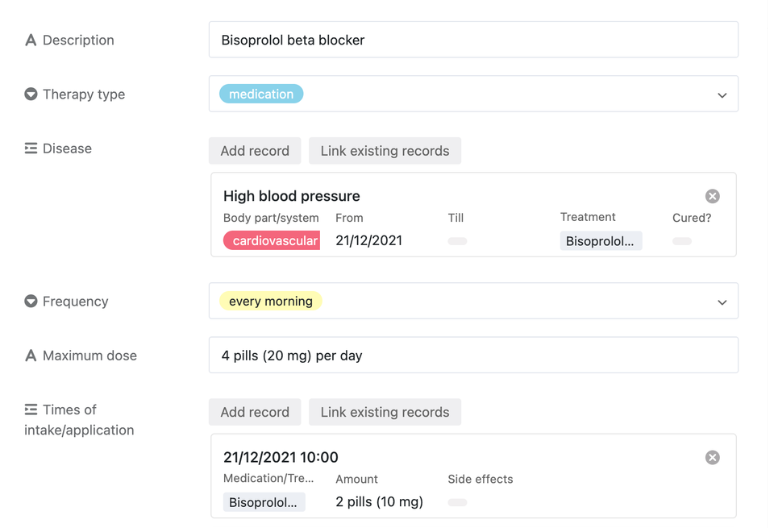 Description
Bisoprolol beta blocker
Therapy type
medication
Disease
Add record Link existing records
High blood pressure
Body part/system From Till Treatment Cured?
cardiovascular 21/12/2021 Bisoprolol...
Frequency
every morning
Maximum dose
4 pills (20 mg) per day
Times of
intake/application
Add record Link existing records
21/12/2021 10:00
Medication/Tre... Amount Side effects
Bisoprolol... 2 pills (10 mg)